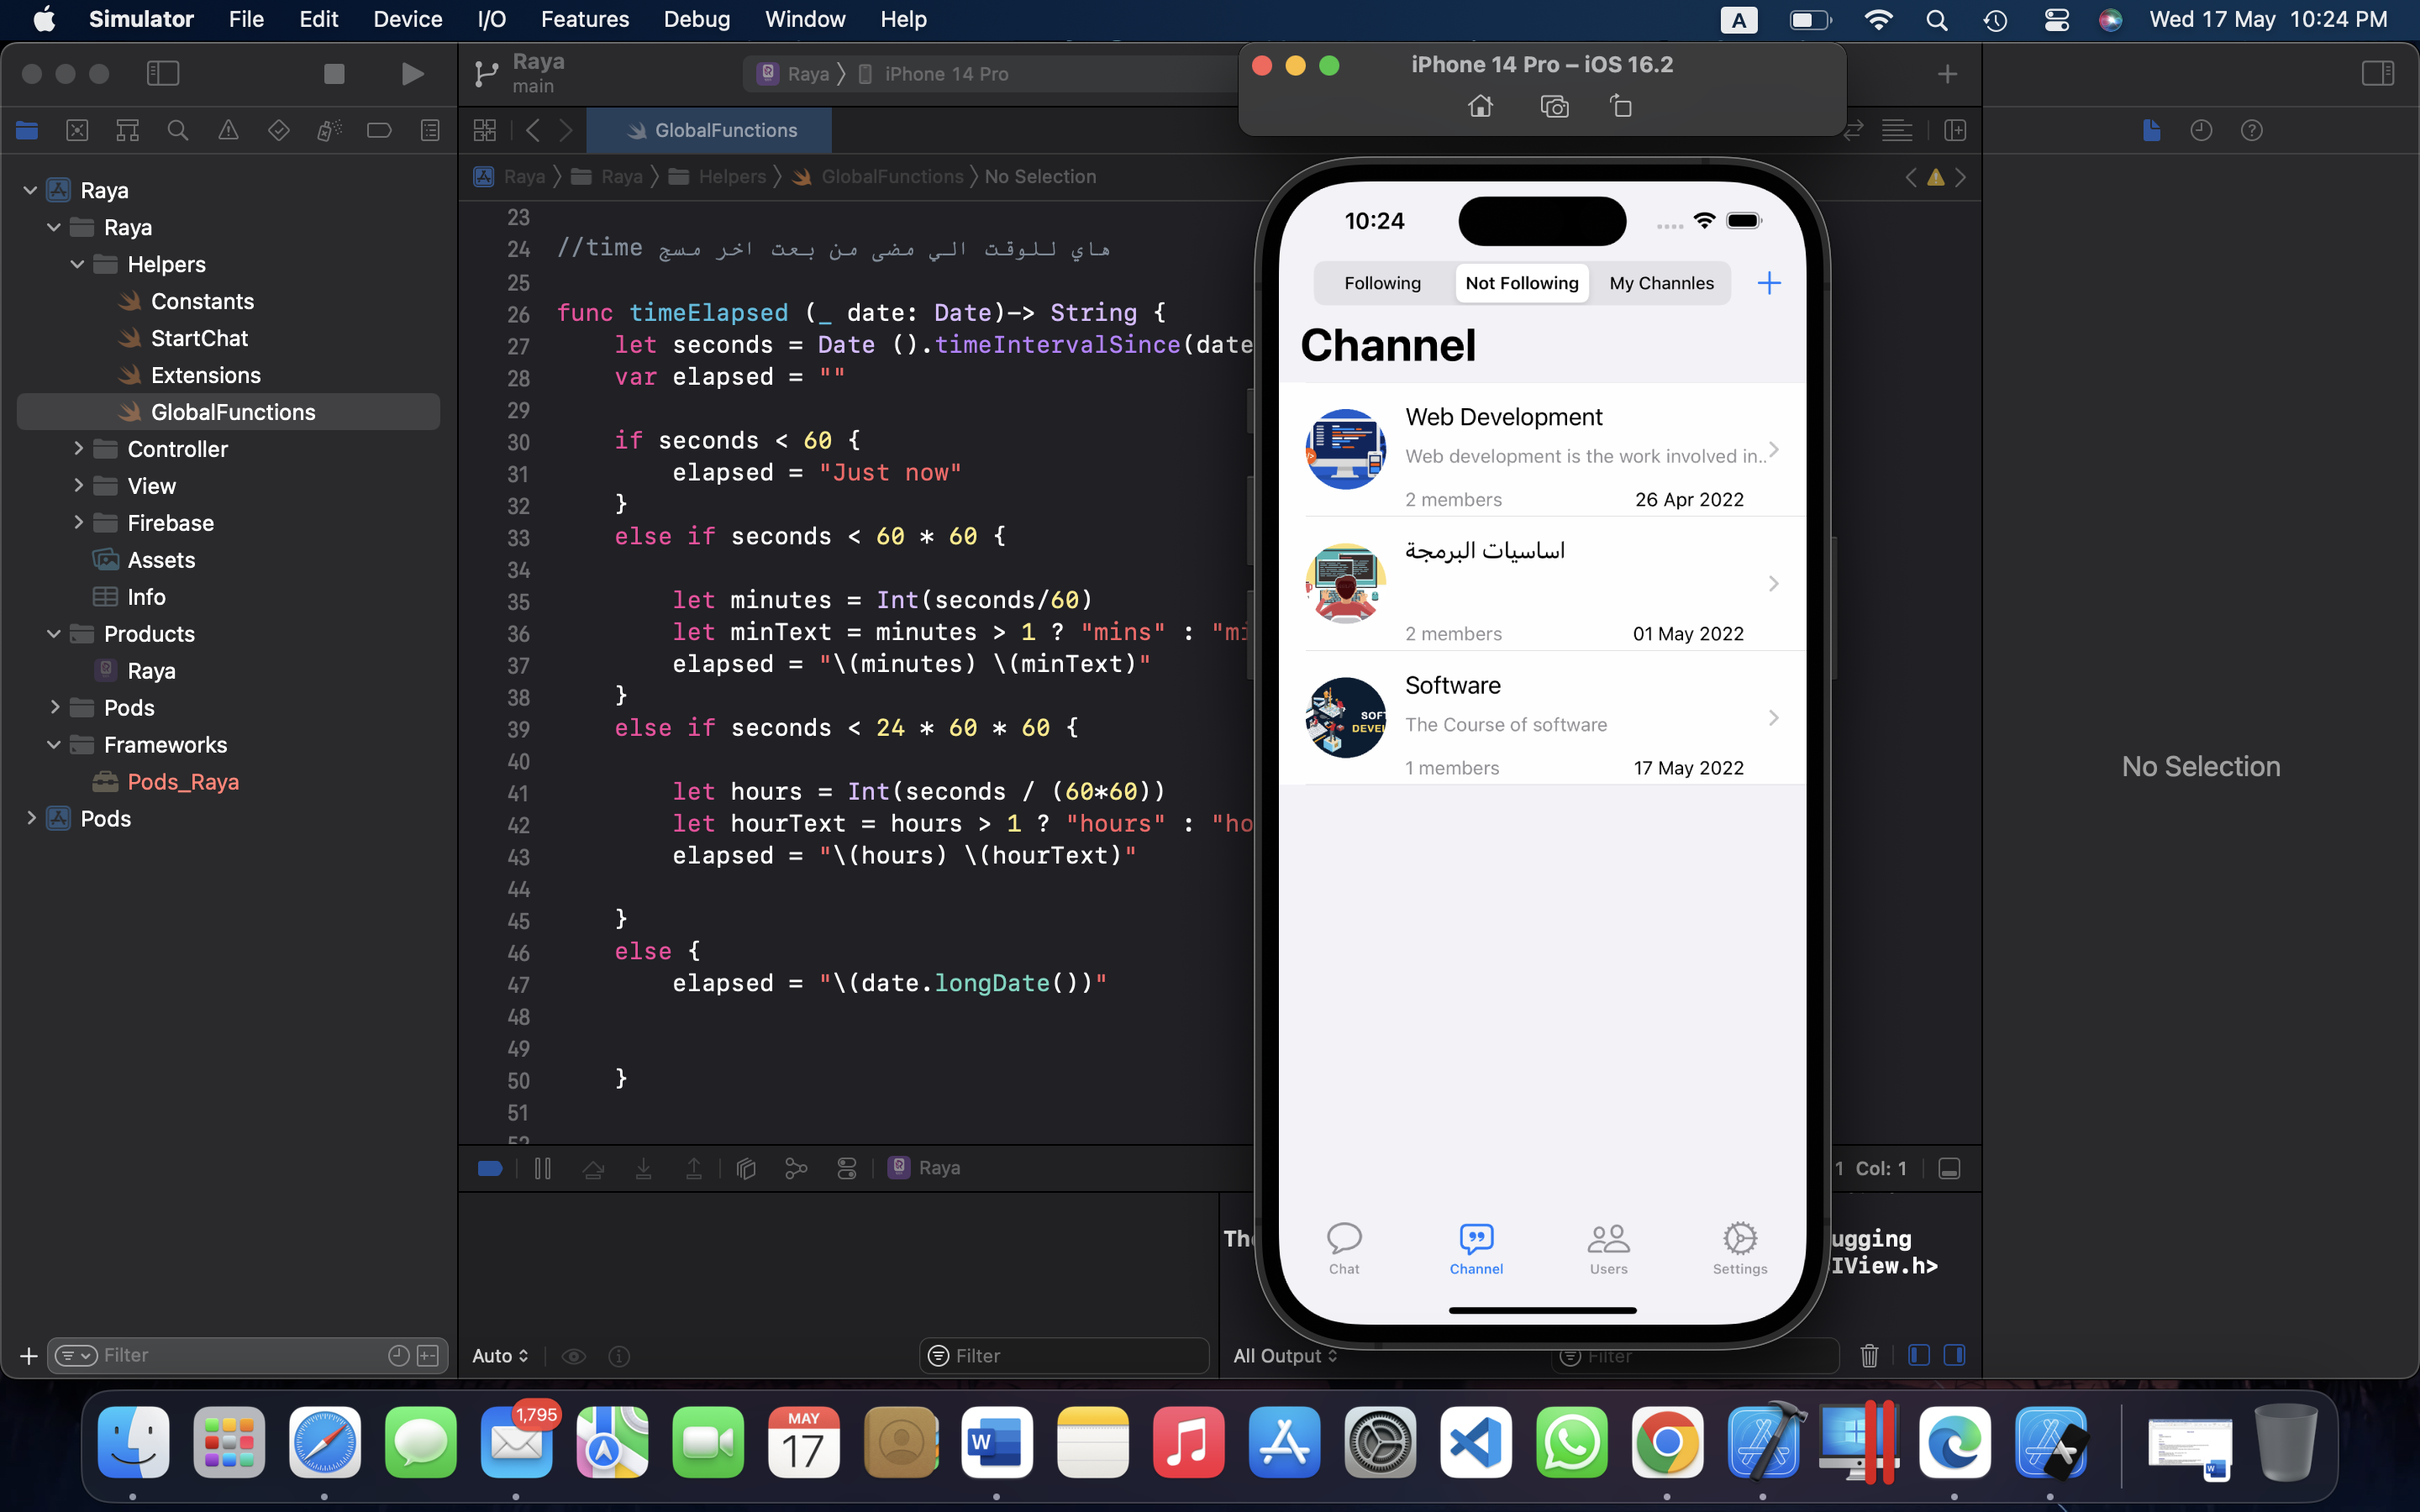 Simulator File Edit Device I/O Features Debug Window Help A Wed 17 May 10:24 PM
Raya
main
Raya iPhone 14 Pro
iPhone 14 Pro – iOS 16.2
GlobalFunctions
Raya Raya Helpers GlobalFunctions No Selection
Raya
Raya
Helpers
Constants
StartChat
Extensions
GlobalFunctions
Controller
View
Firebase
Assets
Info
Products
Raya
Pods
Frameworks
Pods_Raya
Pods
Filter
23
24 //time هاي للوقت الي مضى من بعت اخر مسج
25
26 func timeElapsed (_ date: Date)-> String {
27 let seconds = Date ().timeIntervalSince(date
28 var elapsed = ""
29
30 if seconds < 60 {
31 elapsed = "Just now"
32 }
33 else if seconds < 60 * 60 {
34
35 let minutes = Int(seconds/60)
36 let minText = minutes > 1 ? "mins" : "mi
37 elapsed = "\(minutes) \(minText)"
38 }
39 else if seconds < 24 * 60 * 60 {
40
41 let hours = Int(seconds / (60*60))
42 let hourText = hours > 1 ? "hours" : "ho
43 elapsed = "\(hours) \(hourText)"
44
45 }
46 else {
47 elapsed = "\(date.longDate())"
48
49
50 }
51
Raya
1 Col: 1
The
ugging
IView.h>
Auto Filter
All Output Filter
10:24
Following Not Following My Channles +
Channel
Web Development
Web development is the work involved in..
2 members 26 Apr 2022
اساسيات البرمجة
2 members 01 May 2022
Software
SOFT
DEVEL
The Course of software
1 members 17 May 2022
Chat Channel Users Settings
No Selection
1,795
MAY
17
W
W